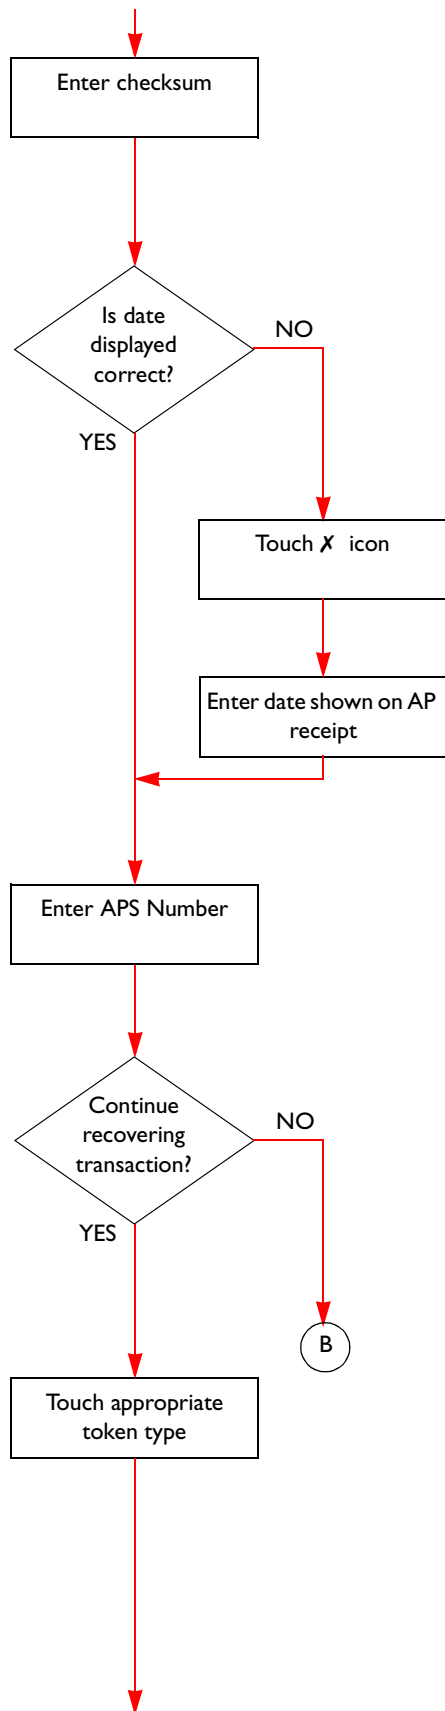 Enter checksum
Is date
displayed
correct?
NO
YES
Touch ✗ icon
Enter date shown on AP
receipt
Enter APS Number
Continue
recovering
transaction?
NO
YES
B
Touch appropriate
token type